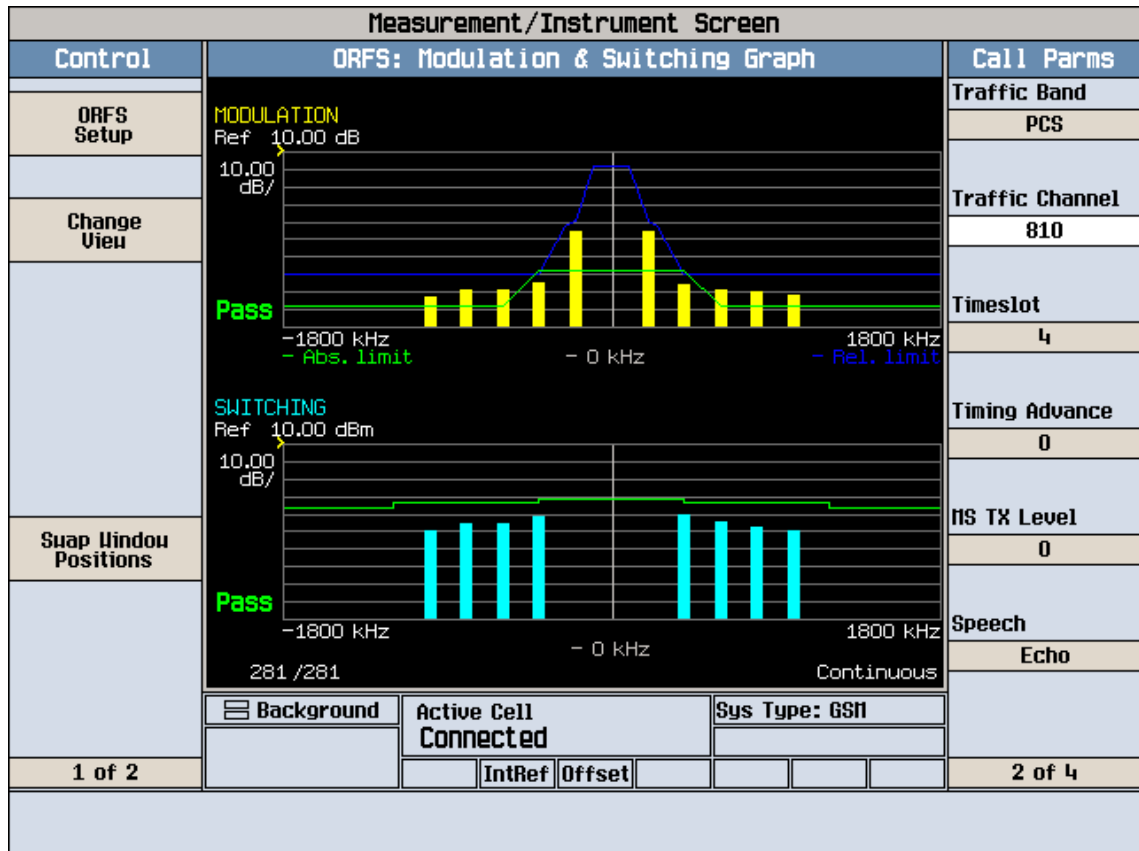 Measurement/Instrument Screen
Control
ORFS: Modulation & Switching Graph
Call Parms
ORFS
Setup
Change
View
Swap Window
Positions
1 of 2
MODULATION
Ref 10.00 dB
10.00
dB/
Pass
-1800 kHz
1800 kHz
- Abs. limit
- 0 kHz
- Rel. limit
SWITCHING
Ref 10.00 dBm
10.00
dB/
Pass
-1800 kHz
1800 kHz
- 0 kHz
281/281
Continuous
Background
Active Cell
Connected
Sys Type: GSM
IntRef
Offset
Traffic Band
PCS
Traffic Channel
810
Timeslot
4
Timing Advance
0
MS TX Level
0
Speech
Echo
2 of 4